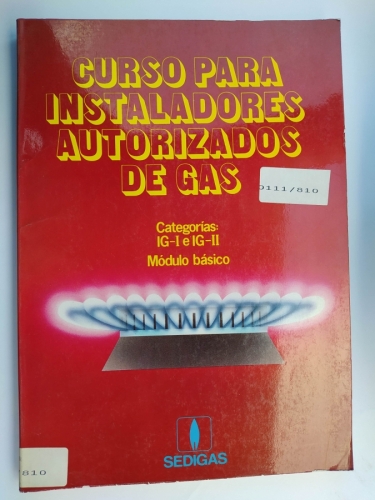 CURSO PARA
INSTALADORES
AUTORIZADOS
DE GAS
0111/810
Categorías:
IG-I e IG-II
Módulo básico
SEDIGAS
810